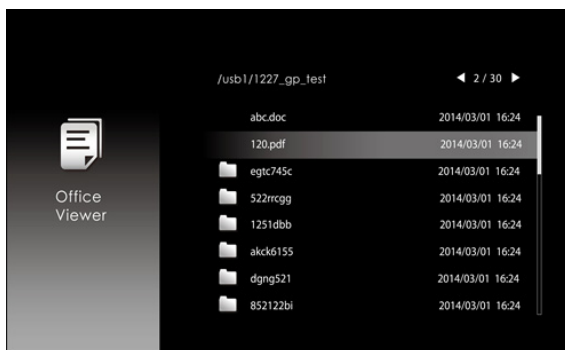 /usb1/1227_gp_test
◀ 2 / 30 ▶
abc.doc 2014/03/01 16:24
120.pdf 2014/03/01 16:24
egtc745c 2014/03/01 16:24
522rrcgg 2014/03/01 16:24
1251dbb 2014/03/01 16:24
akck6155 2014/03/01 16:24
dgng521 2014/03/01 16:24
852122bi 2014/03/01 16:24
Office
Viewer